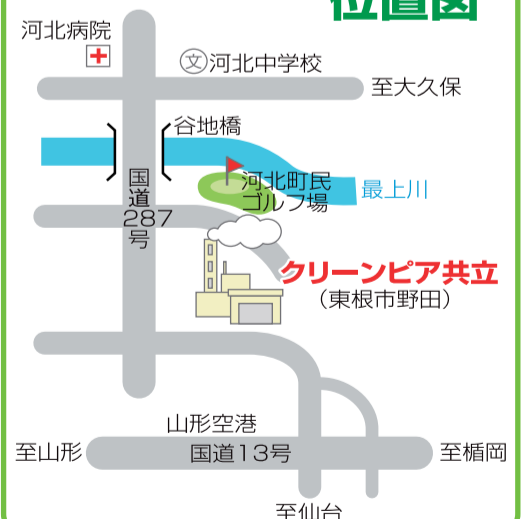 位置図
河北病院
文
河北中学校
至大久保
谷地橋
国道
287
号
河北町民
ゴルフ場
最上川
クリーンピア共立
（東根市野田）
山形空港
至山形
国道13号
至楯岡
至仙台